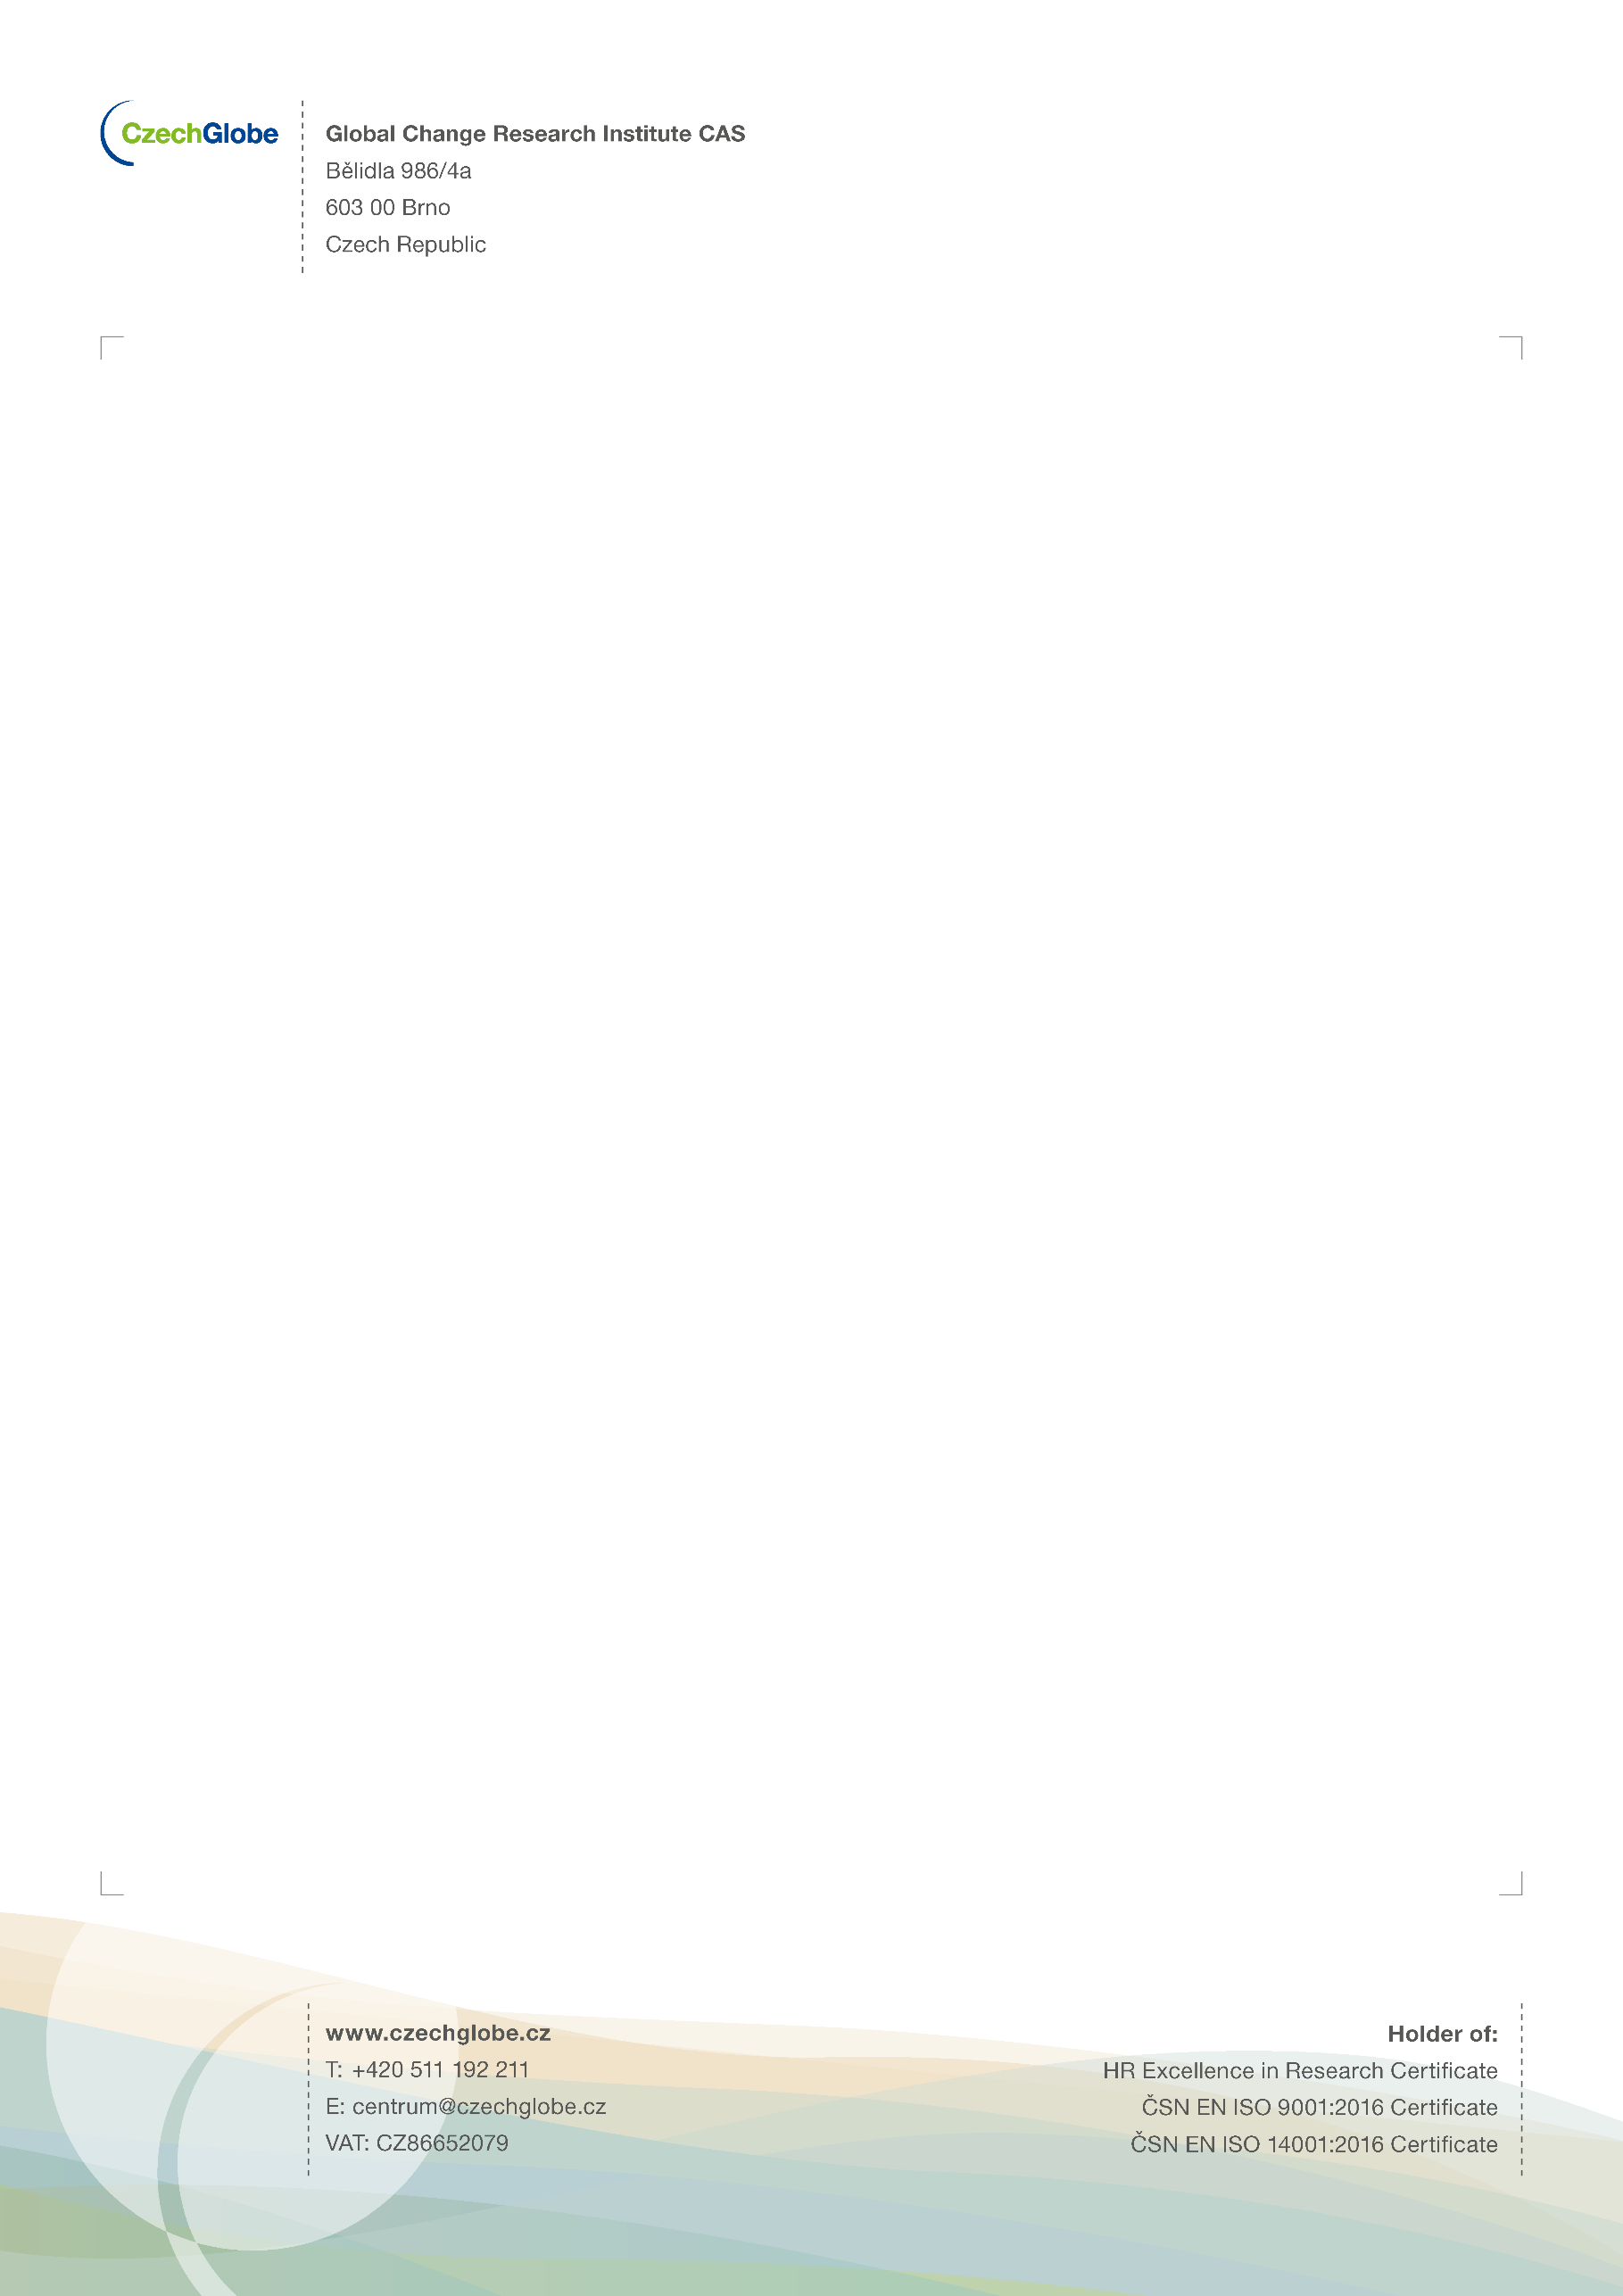 CzechGlobe
Global Change Research Institute CAS
Bělidla 986/4a
603 00 Brno
Czech Republic
www.czechglobe.cz
T: +420 511 192 211
E: centrum@czechglobe.cz
VAT: CZ86652079
Holder of:
HR Excellence in Research Certificate
ČSN EN ISO 9001:2016 Certificate
ČSN EN ISO 14001:2016 Certificate